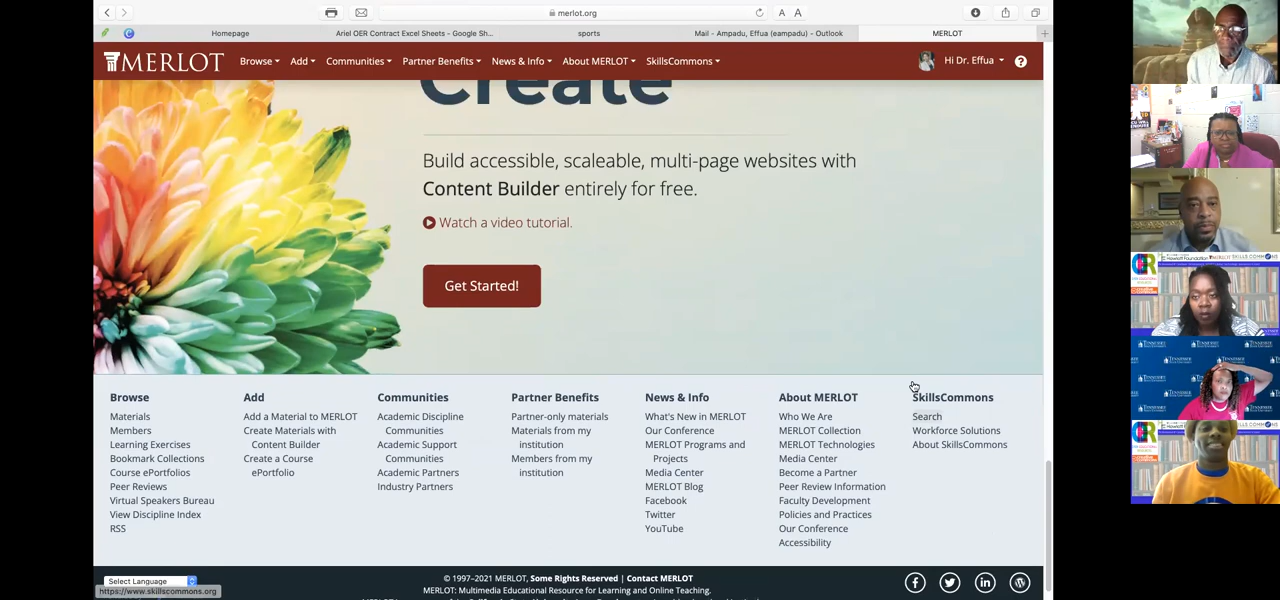 merlot.org
A A
Homepage
Ariel OER Contract Excel Sheets - Google Sh...
sports
Mail - Ampadu, Effua (eampadu) - Outlook
MERLOT
MERLOT
Browse
Add
Communities
Partner Benefits
News & Info
About MERLOT
SkillsCommons
Hi Dr. Effua
?
Create
Build accessible, scaleable, multi-page websites with
Content Builder entirely for free.
Watch a video tutorial.
Get Started!
Browse
Materials
Members
Learning Exercises
Bookmark Collections
Course ePortfolios
Peer Reviews
Virtual Speakers Bureau
View Discipline Index
RSS
Add
Add a Material to MERLOT
Create Materials with
Content Builder
Create a Course
ePortfolio
Communities
Academic Discipline
Communities
Academic Support
Communities
Academic Partners
Industry Partners
Partner Benefits
Partner-only materials
Materials from my
institution
Members from my
institution
News & Info
What's New in MERLOT
Our Conference
MERLOT Programs and
Projects
Media Center
MERLOT Blog
Facebook
Twitter
YouTube
About MERLOT
Who We Are
MERLOT Collection
MERLOT Technologies
Media Center
Become a Partner
Peer Review Information
Faculty Development
Policies and Practices
Our Conference
Accessibility
SkillsCommons
Search
Workforce Solutions
About SkillsCommons
Select Language
https://www.skillscommons.org
© 1997–2021 MERLOT, Some Rights Reserved | Contact MERLOT
MERLOT: Multimedia Educational Resource for Learning and Online Teaching.